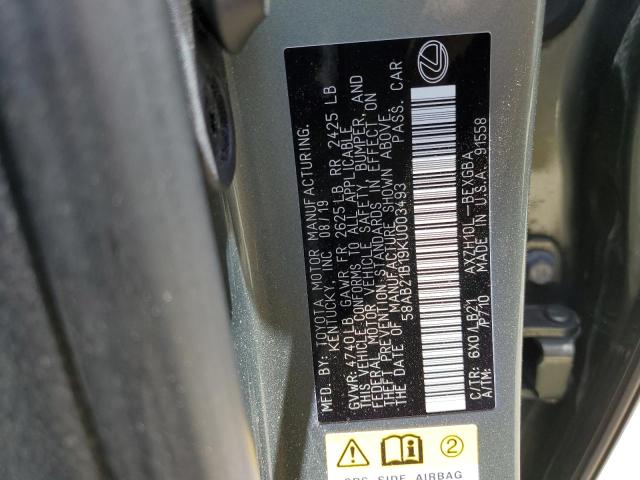 MFD. BY: TOYOTA MOTOR MANUFACTURING.
KENTUCKY, INC 08/19
GVWR: 4740LB GAWR FR 2625LB RR 2425 LB
THIS VEHICLE CONFORMS TO ALL APPLICABLE
FEDERAL MOTOR VEHICLE SAFETY, BUMPER, AND
THEFT PREVENTION STANDARDS IN EFFECT ON
THE DATE OF MANUFACTURE SHOWN ABOVE.
58AB21B19KU003493 PASS. CAR
C/TR: 6X0/LB21 AXZH10L-BEXGBA
A/TM: /P710 MADE IN U.S.A. 91558
2
SRS SIDE AIRBAG